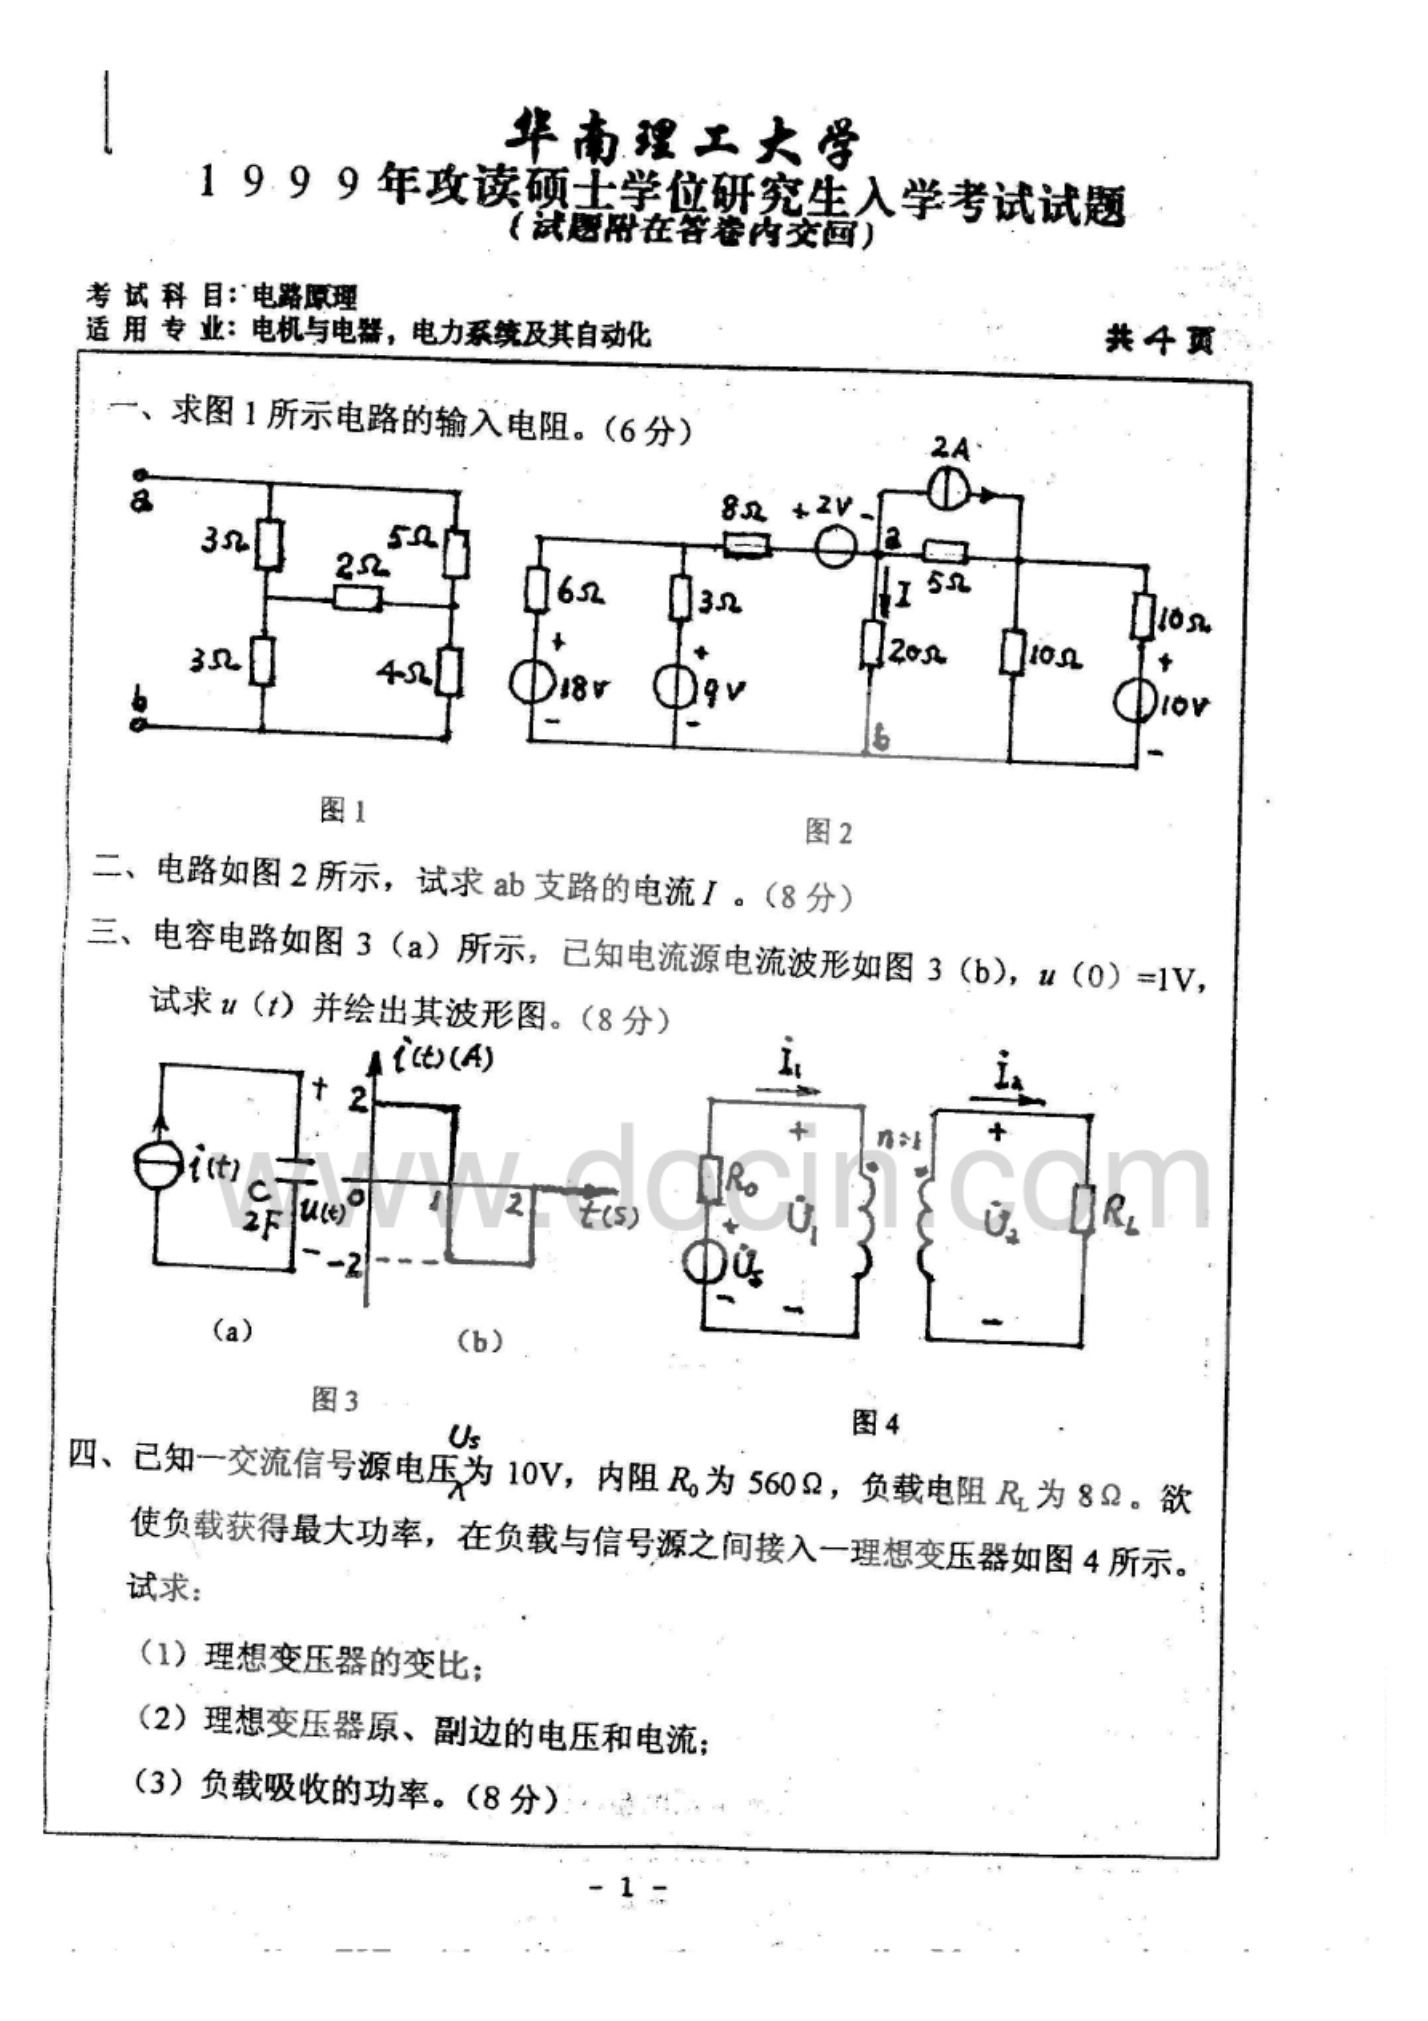 华南理工大学
1999年攻读硕士学位研究生入学考试试题
(试题附在答卷内交回)
考试科目:电路原理
适用专业:电机与电器,电力系统及其自动化
共4页
一、求图1所示电路的输入电阻。(6分)
a
3Ω
5Ω
2Ω
3Ω
4Ω
b
2A
8Ω
+ 2V -
a
5Ω
I
6Ω
3Ω
20Ω
10Ω
10Ω
+
18V
-
+
9V
-
+
10V
-
b
图1
图2
二、电路如图2所示,试求ab支路的电流I。(8分)
三、电容电路如图3(a)所示,已知电流源电流波形如图3(b),u(0)=1V,
试求u(t)并绘出其波形图。(8分)
i(t)
+
C
2F
u(t)
-
i(t)(A)
2
0
1
2
t(s)
-2
İ₁
İ₂
n:1
R₀
+
U̇s
-
+
U̇₁
-
+
U̇₂
-
R_L
(a)
(b)
图3
图4
四、已知一交流信号源电压Us为10V,内阻R₀为560Ω,负载电阻R_L为8Ω。欲
使负载获得最大功率,在负载与信号源之间接入一理想变压器如图4所示。
试求:
(1)理想变压器的变比;
(2)理想变压器原、副边的电压和电流;
(3)负载吸收的功率。(8分)
- 1 -
www.docin.com